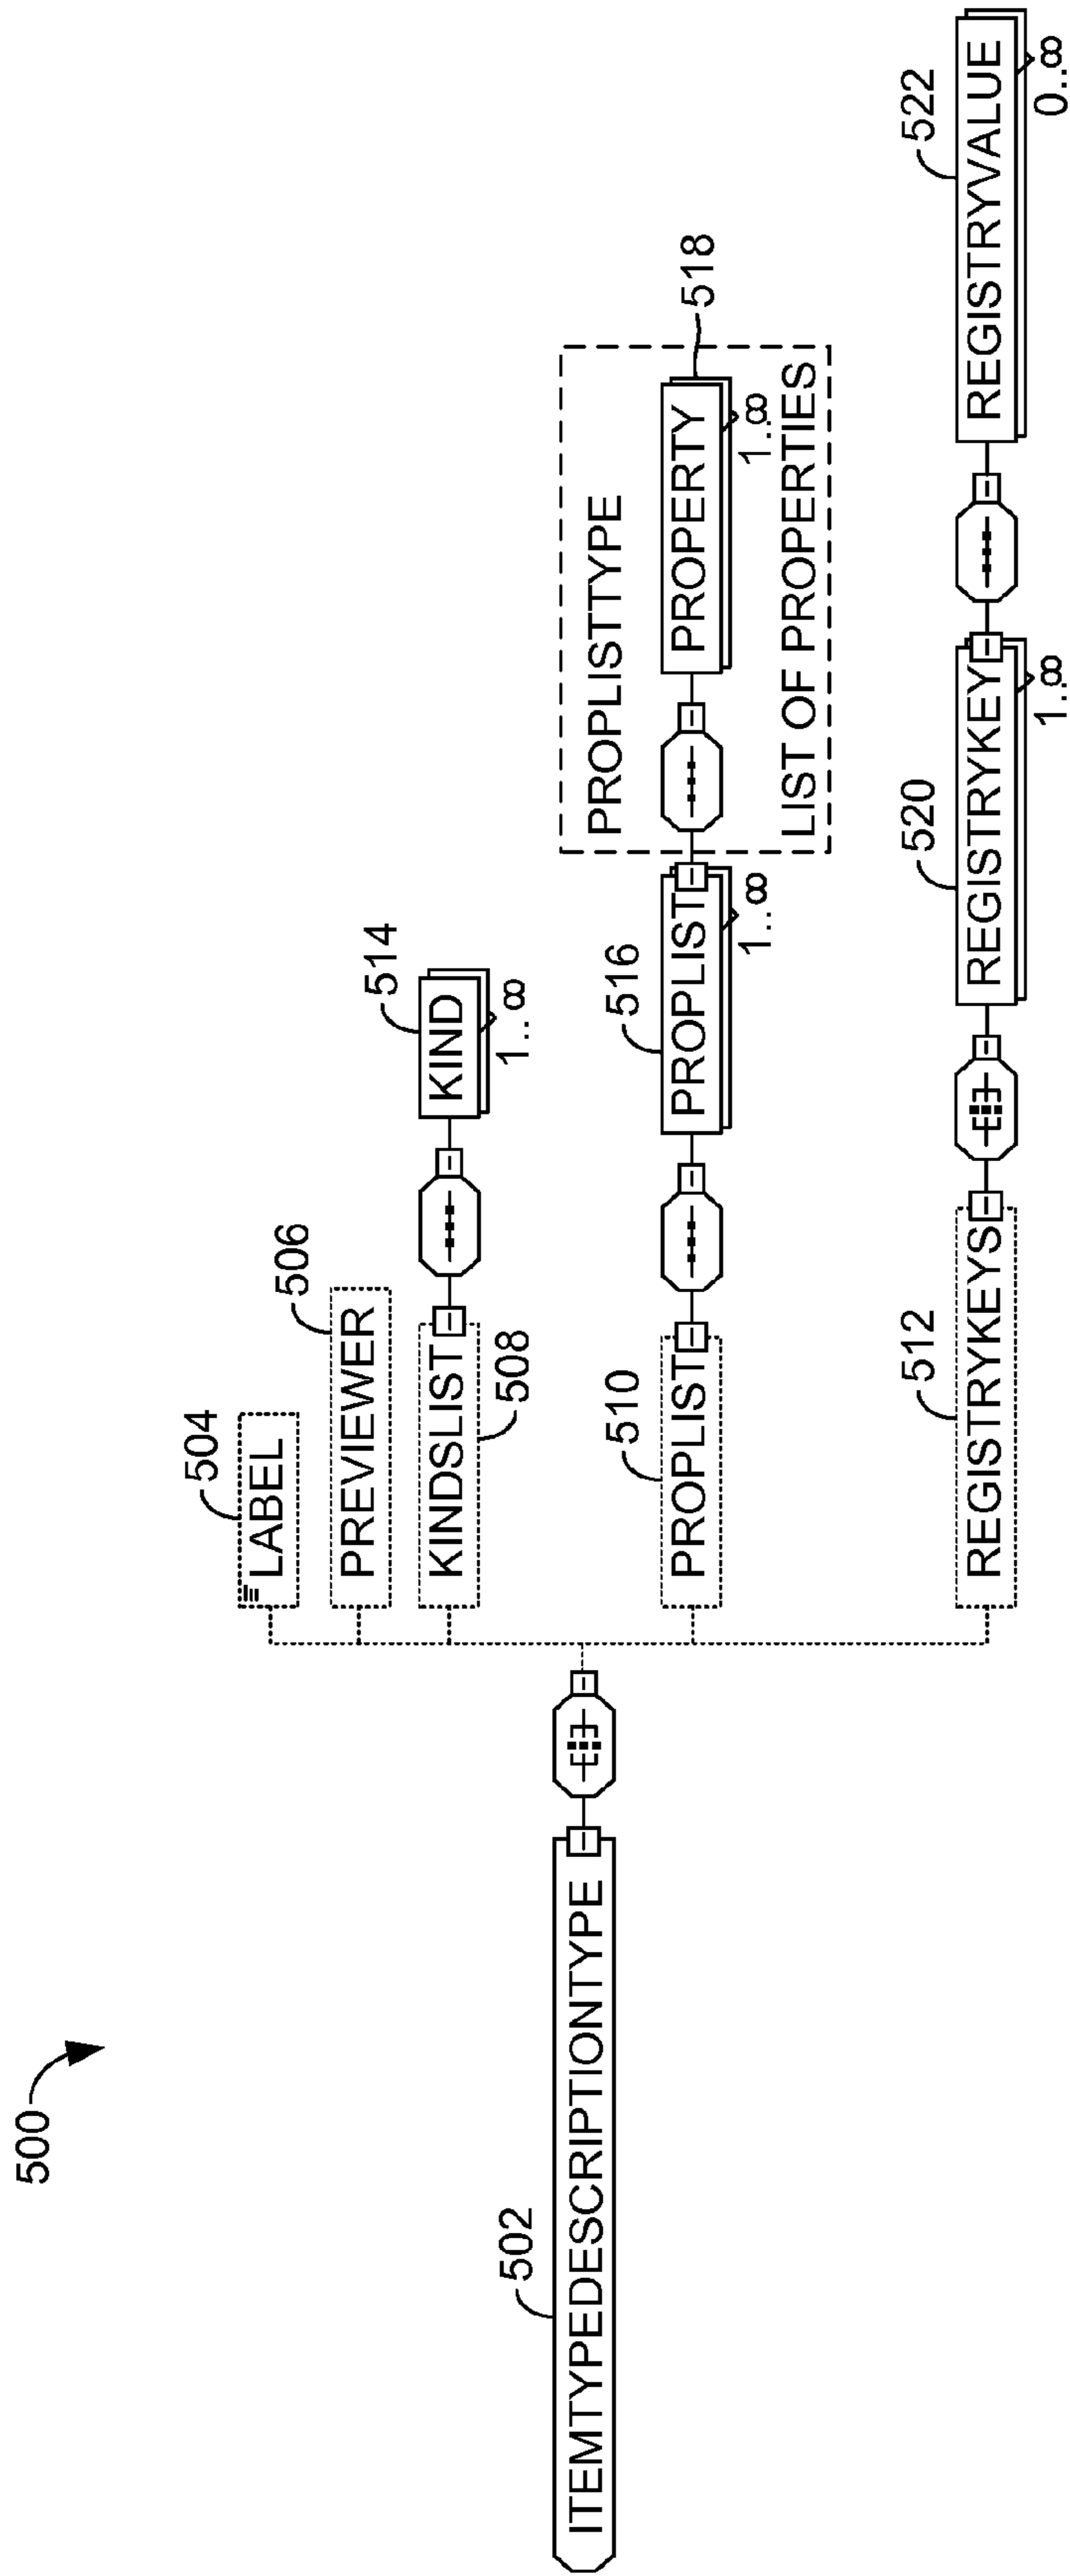 500
502
ITEMTYPEDESCRIPTIONTYPE
504
LABEL
506
PREVIEWER
KINDSLIST
508
514
KIND
1..∞
510
PROPLIST
516
PROPLIST
1..∞
PROPLISTTYPE
PROPERTY
518
1..∞
LIST OF PROPERTIES
512
REGISTRYKEYS
520
REGISTRYKEY
1..∞
522
REGISTRYVALUE
0..∞